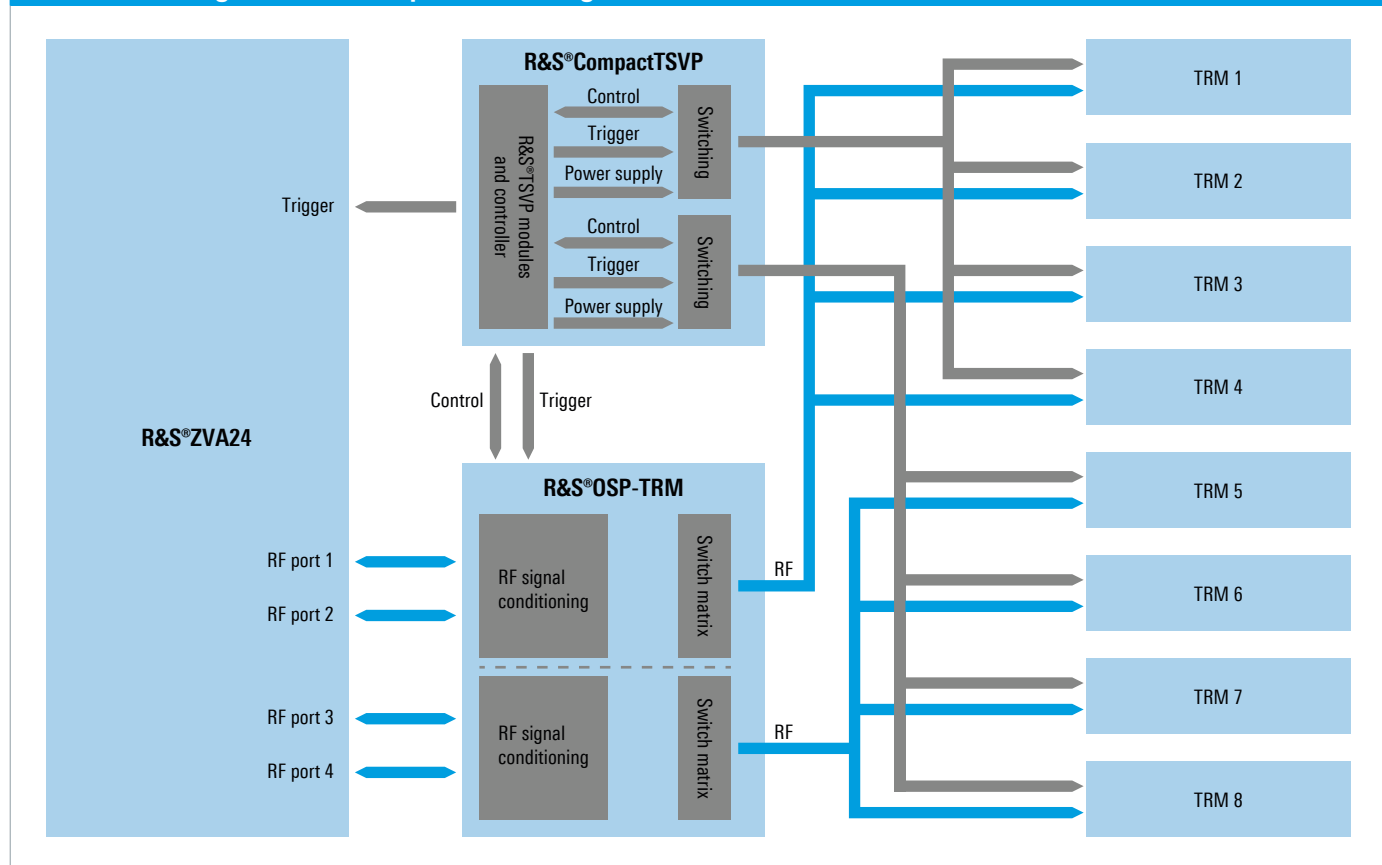 R&S®ZVA24
Trigger
RF port 1
RF port 2
RF port 3
RF port 4
R&S®CompactTSVP
R&S®TSVP modules
and controller
Control
Trigger
Power supply
Switching
Control
Trigger
Power supply
Switching
Control
Trigger
R&S®OSP-TRM
RF signal
conditioning
Switch matrix
RF
RF signal
conditioning
Switch matrix
RF
TRM 1
TRM 2
TRM 3
TRM 4
TRM 5
TRM 6
TRM 7
TRM 8